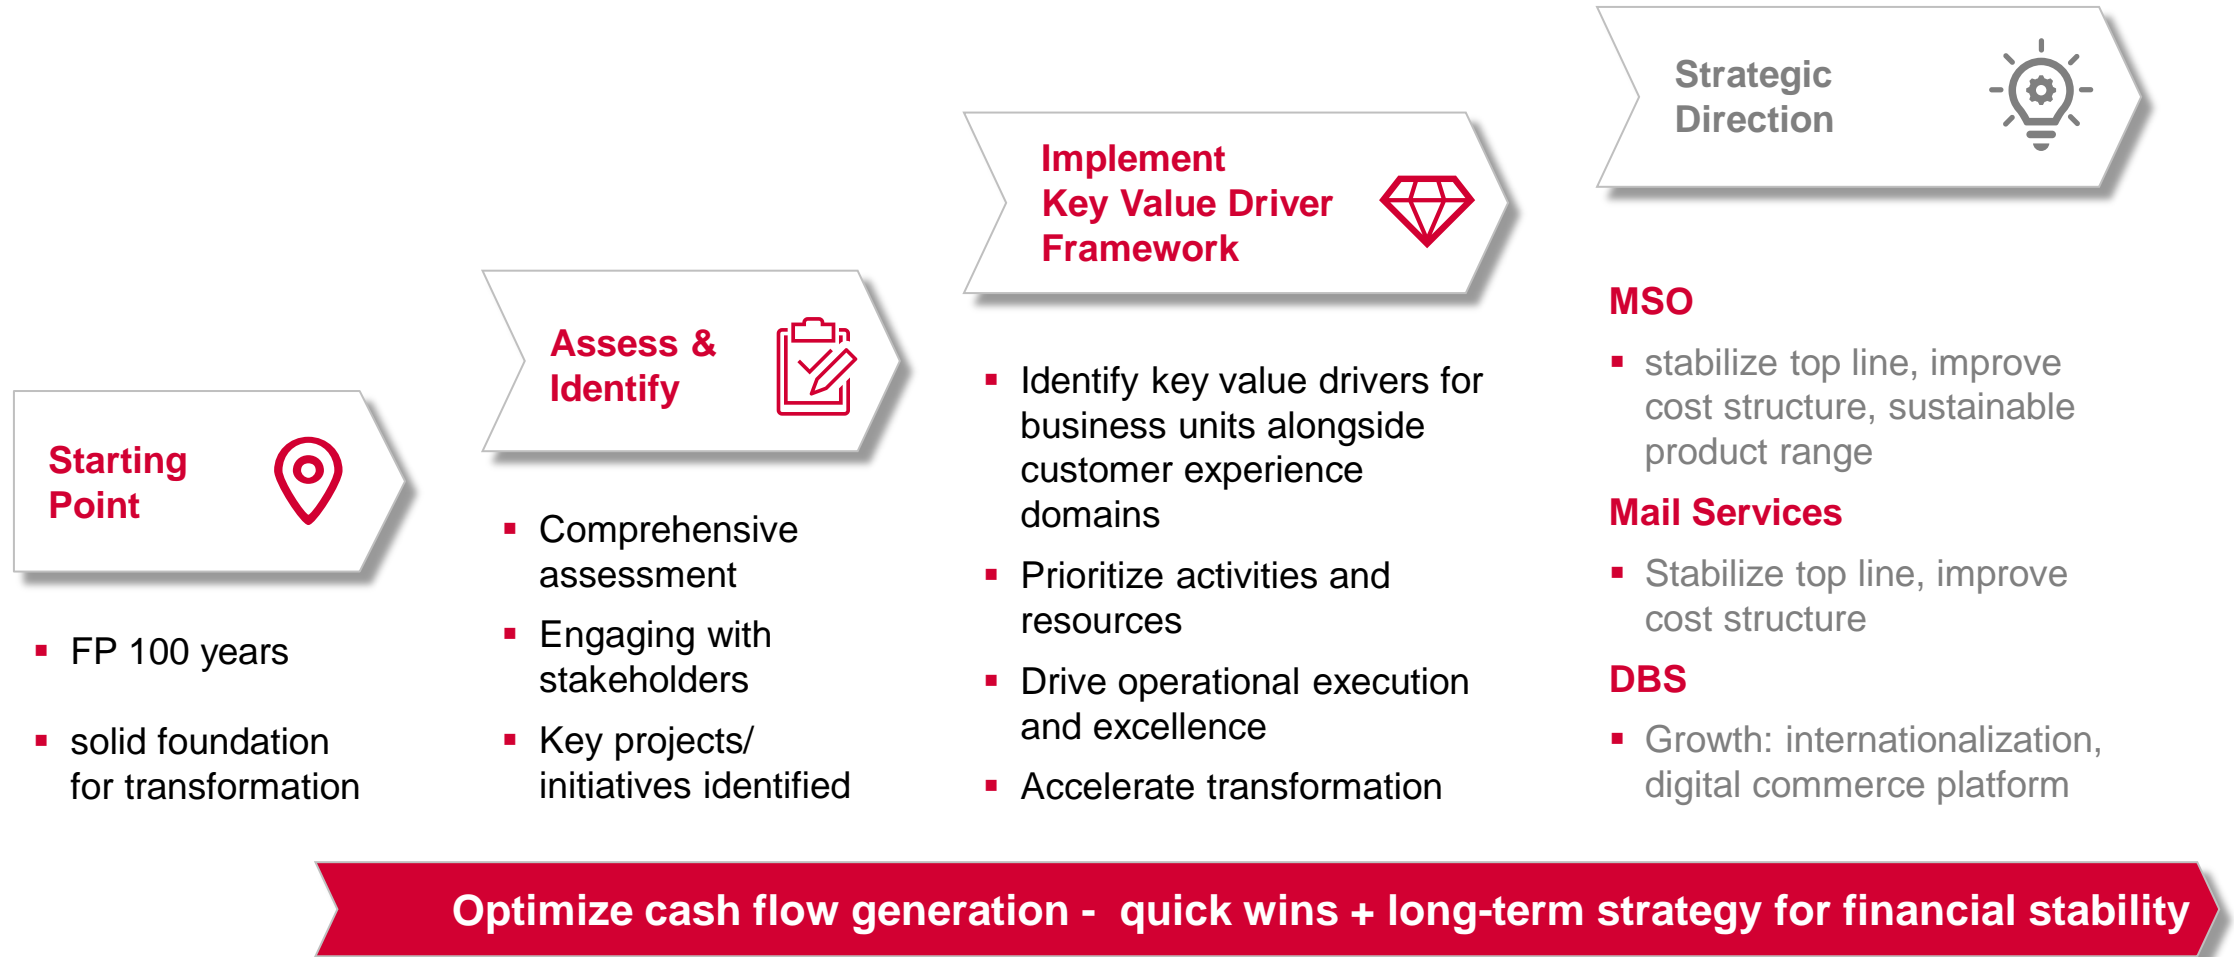 Starting
Point
▪ FP 100 years
▪ solid foundation
for transformation
Assess &
Identify
▪ Comprehensive
assessment
▪ Engaging with
stakeholders
▪ Key projects/
initiatives identified
Implement
Key Value Driver
Framework
▪ Identify key value drivers for
business units alongside
customer experience
domains
▪ Prioritize activities and
resources
▪ Drive operational execution
and excellence
▪ Accelerate transformation
Strategic
Direction
MSO
▪ stabilize top line, improve
cost structure, sustainable
product range
Mail Services
▪ Stabilize top line, improve
cost structure
DBS
▪ Growth: internationalization,
digital commerce platform
Optimize cash flow generation - quick wins + long-term strategy for financial stability